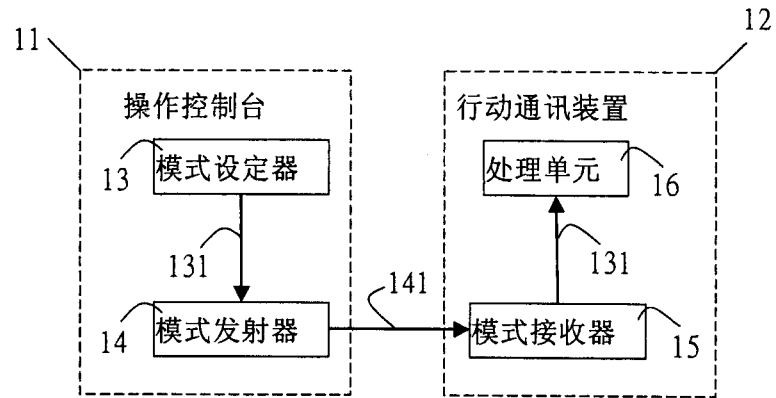 11
12
操作控制台
行动通讯装置
13
模式设定器
处理单元
16
131
131
141
14
模式发射器
模式接收器
15